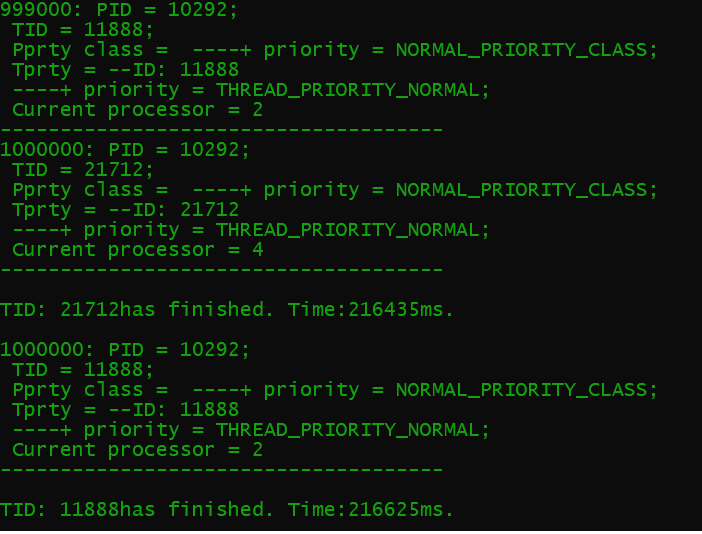 999000: PID = 10292;
TID = 11888;
Pprty class =  ----+ priority = NORMAL_PRIORITY_CLASS;
Tprty = --ID: 11888
----+ priority = THREAD_PRIORITY_NORMAL;
Current processor = 2
-------------------------------------
1000000: PID = 10292;
TID = 21712;
Pprty class =  ----+ priority = NORMAL_PRIORITY_CLASS;
Tprty = --ID: 21712
----+ priority = THREAD_PRIORITY_NORMAL;
Current processor = 4
-------------------------------------
TID: 21712has finished. Time:216435ms.
1000000: PID = 10292;
TID = 11888;
Pprty class =  ----+ priority = NORMAL_PRIORITY_CLASS;
Tprty = --ID: 11888
----+ priority = THREAD_PRIORITY_NORMAL;
Current processor = 2
-------------------------------------
TID: 11888has finished. Time:216625ms.